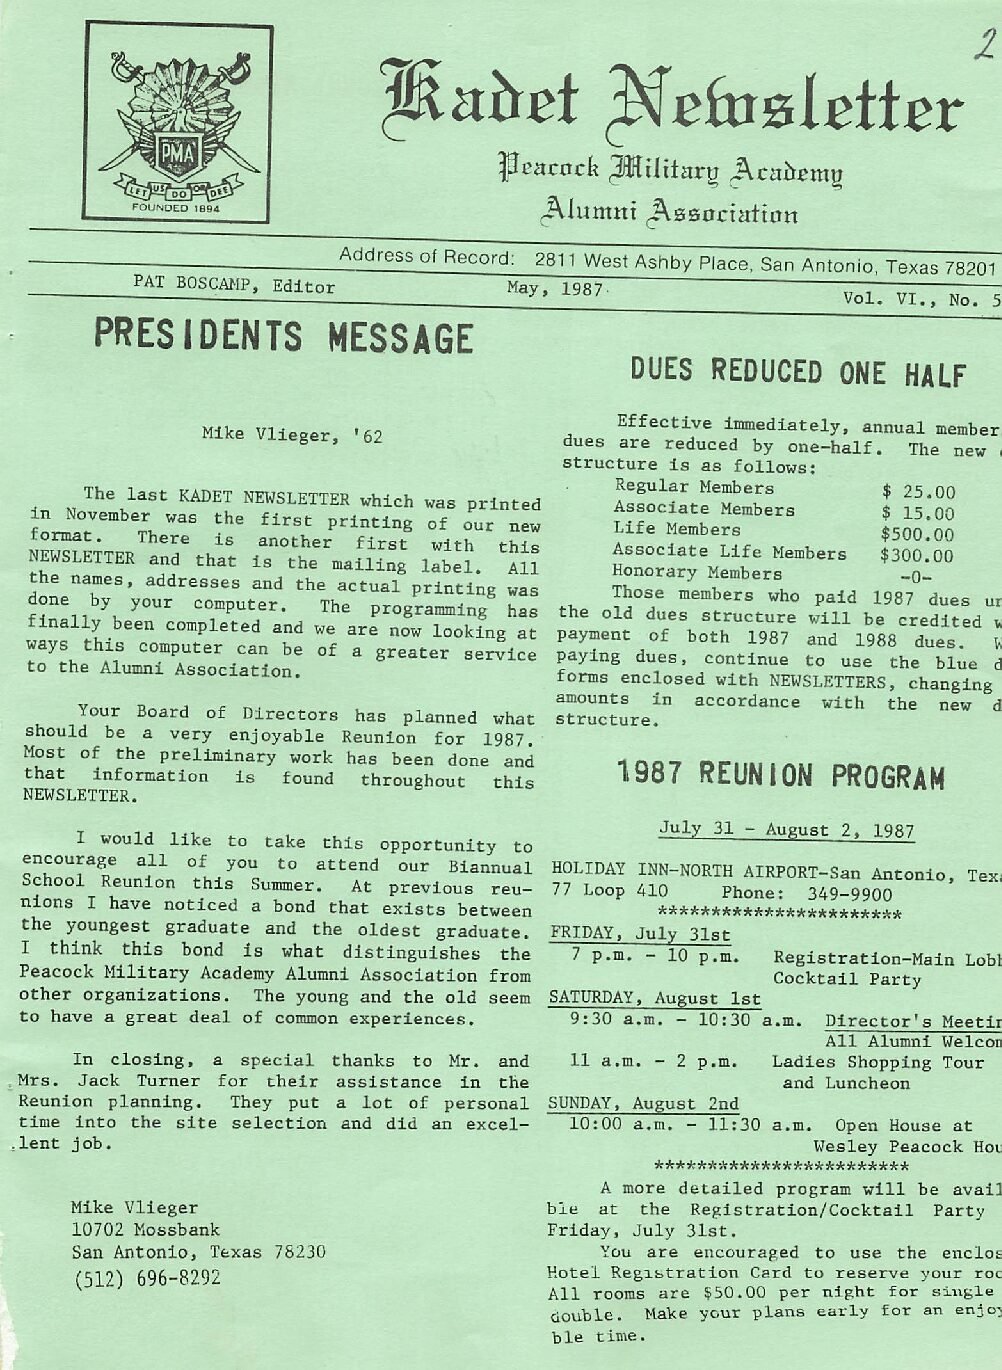 2
PMA
LET US DO OR DIE
FOUNDED 1894
Kadet Newsletter
Peacock Military Academy
Alumni Association
Address of Record: 2811 West Ashby Place, San Antonio, Texas 78201
PAT BOSCAMP, Editor May, 1987 Vol. VI., No. 5
PRESIDENTS MESSAGE
Mike Vlieger, '62
The last KADET NEWSLETTER which was printed
in November was the first printing of our new
format. There is another first with this
NEWSLETTER and that is the mailing label. All
the names, addresses and the actual printing was
done by your computer. The programming has
finally been completed and we are now looking at
ways this computer can be of a greater service
to the Alumni Association.
Your Board of Directors has planned what
should be a very enjoyable Reunion for 1987.
Most of the preliminary work has been done and
that information is found throughout this
NEWSLETTER.
I would like to take this opportunity to
encourage all of you to attend our Biannual
School Reunion this Summer. At previous reu-
nions I have noticed a bond that exists between
the youngest graduate and the oldest graduate.
I think this bond is what distinguishes the
Peacock Military Academy Alumni Association from
other organizations. The young and the old seem
to have a great deal of common experiences.
In closing, a special thanks to Mr. and
Mrs. Jack Turner for their assistance in the
Reunion planning. They put a lot of personal
time into the site selection and did an excel-
lent job.
Mike Vlieger
10702 Mossbank
San Antonio, Texas 78230
(512) 696-8292
DUES REDUCED ONE HALF
Effective immediately, annual member
dues are reduced by one-half. The new
structure is as follows:
Regular Members $ 25.00
Associate Members $ 15.00
Life Members $500.00
Associate Life Members $300.00
Honorary Members -0-
Those members who paid 1987 dues un
the old dues structure will be credited w
payment of both 1987 and 1988 dues. W
paying dues, continue to use the blue d
forms enclosed with NEWSLETTERS, changing
amounts in accordance with the new d
structure.
1987 REUNION PROGRAM
July 31 - August 2, 1987
HOLIDAY INN-NORTH AIRPORT-San Antonio, Texa
77 Loop 410 Phone: 349-9900
***********************
FRIDAY, July 31st
7 p.m. - 10 p.m. Registration-Main Lobb
Cocktail Party
SATURDAY, August 1st
9:30 a.m. - 10:30 a.m. Director's Meetin
All Alumni Welcom
11 a.m. - 2 p.m. Ladies Shopping Tour
and Luncheon
SUNDAY, August 2nd
10:00 a.m. - 11:30 a.m. Open House at
Wesley Peacock Hou
************************
A more detailed program will be avail
ble at the Registration/Cocktail Party
Friday, July 31st.
You are encouraged to use the enclos
Hotel Registration Card to reserve your roo
All rooms are $50.00 per night for single
double. Make your plans early for an enjoy
ble time.